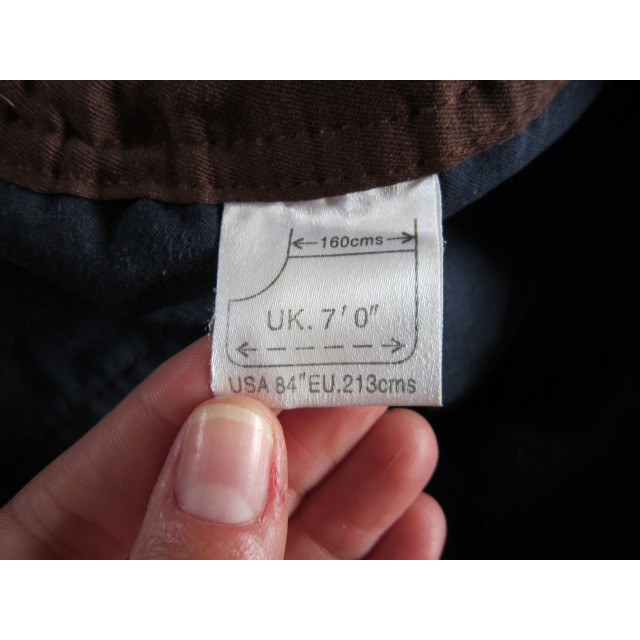 160cms
UK. 7' 0"
USA 84" EU.213cms